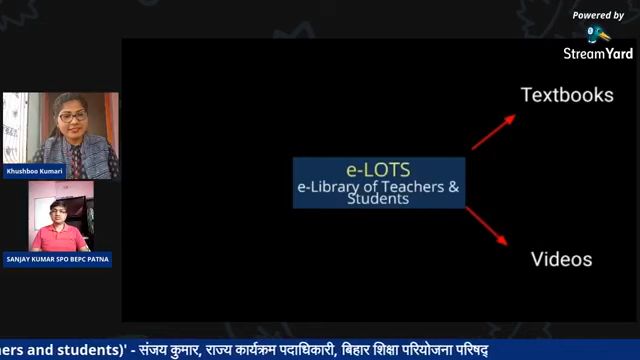 Powered by
StreamYard
Textbooks
e-LOTS
e-Library of Teachers &
Students
Videos
Khushboo Kumari
SANJAY KUMAR SPO BEPC PATNA
ners and students)' - संजय कुमार, राज्य कार्यक्रम पदाधिकारी, बिहार शिक्षा परियोजना परिषद्